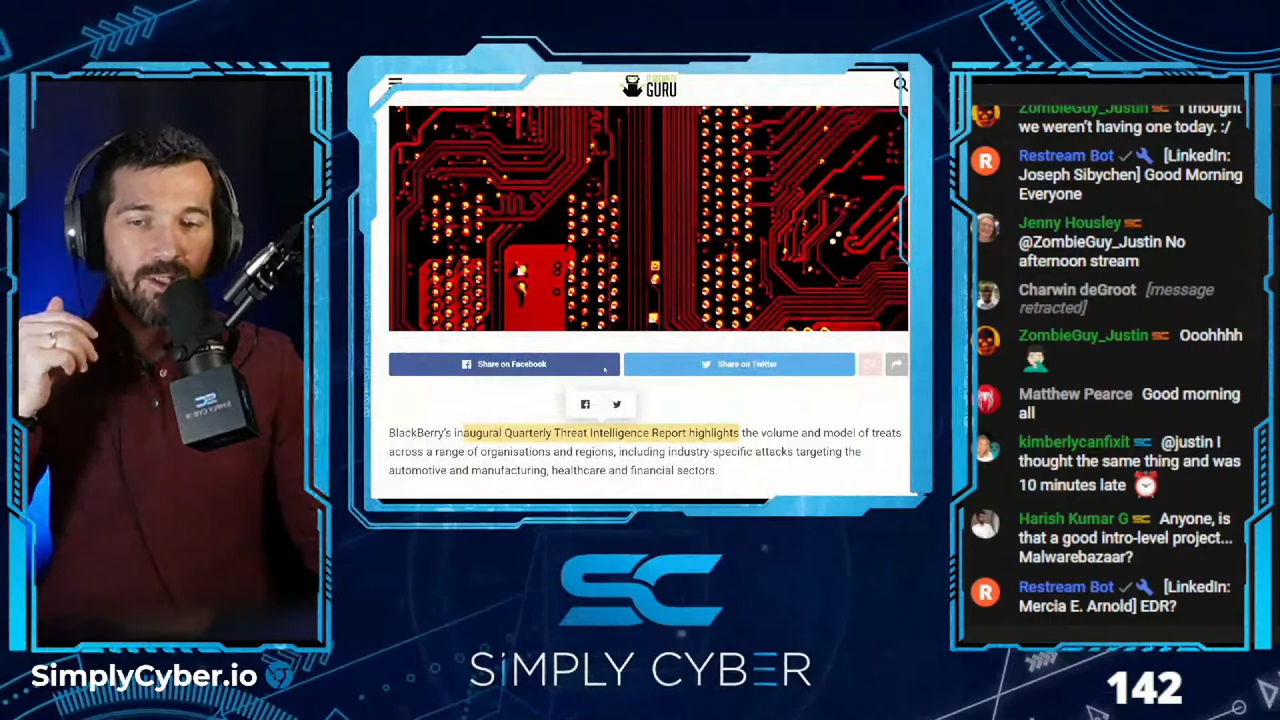 IT SECURITY
GURU
Share on Facebook
Share on Twitter
BlackBerry's inaugural Quarterly Threat Intelligence Report highlights the volume and model of treats
across a range of organisations and regions, including industry-specific attacks targeting the
automotive and manufacturing, healthcare and financial sectors.
ZombieGuy_Justin I thought
we weren't having one today. :/
Restream Bot [LinkedIn:
Joseph Sibychen] Good Morning
Everyone
Jenny Housley
@ZombieGuy_Justin No
afternoon stream
Charwin deGroot [message
retracted]
ZombieGuy_Justin Ooohhhh
Matthew Pearce Good morning
all
kimberlycanfixit @justin I
thought the same thing and was
10 minutes late
Harish Kumar G Anyone, is
that a good intro-level project...
Malwarebazaar?
Restream Bot [LinkedIn:
Mercia E. Arnold] EDR?
SC
SIMPLY CYBER
SIMPLY CYBER
SimplyCyber.io
142